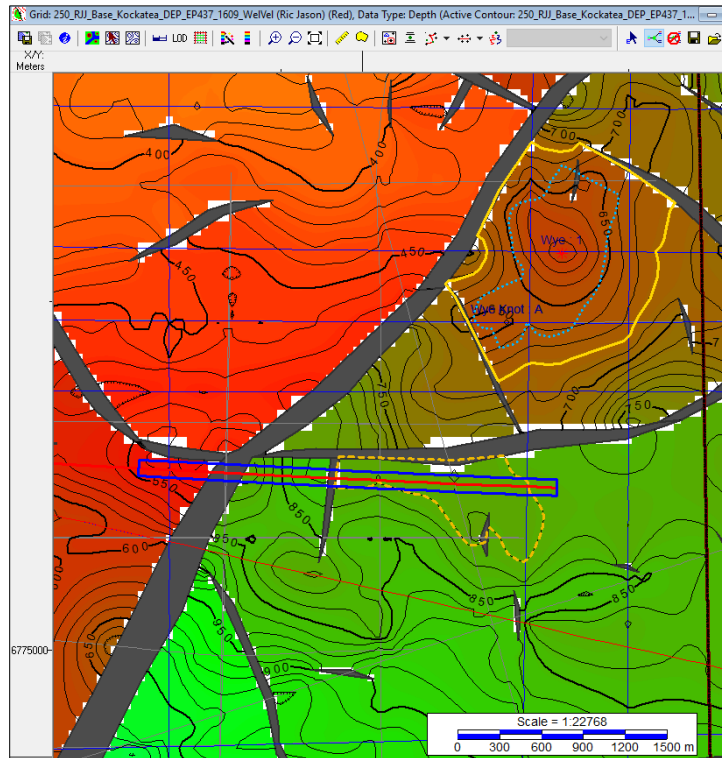 Grid: 250_RJJ_Base_Kockatea_DEP_EP437_1609_WelVel (Ric Jason) (Red), Data Type: Depth (Active Contour: 250_RJJ_Base_Kockatea_DEP_EP437_1...
LOD
X/Y:
Meters
700
700
400
400
650
Wye 1
450
450
Wye Knot A
750
700
750
550
850
600
850
850
850
950
650
6775000
900
Scale = 1:22768
0 300 600 900 1200 1500 m